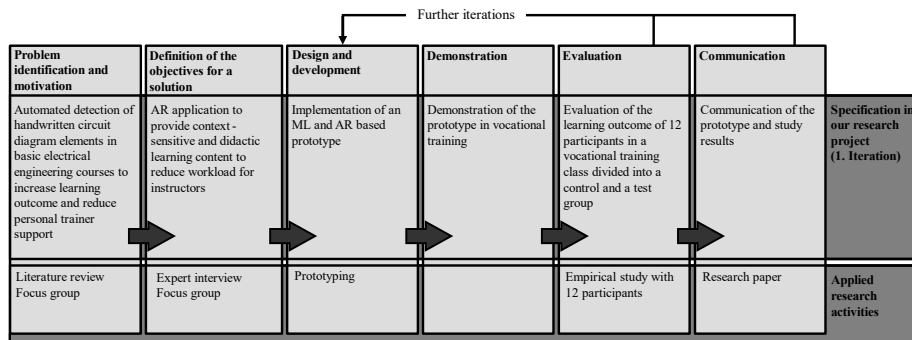 Further iterations
Problem
identification and
motivation
Definition of the
objectives for a
solution
Design and
development
Demonstration
Evaluation
Communication
Automated detection of
handwritten circuit
diagram elements in
basic electrical
engineering courses to
increase learning
outcome and reduce
personal trainer
support
AR application to
provide context-
sensitive and didactic
learning content to
reduce workload for
instructors
Implementation of an
ML and AR based
prototype
Demonstration of the
prototype in vocational
training
Evaluation of the
learning outcome of 12
participants in a
vocational training
class divided into a
control and a test
group
Communication of the
prototype and study
results
Specification in
our research
project
(1. Iteration)
Literature review
Focus group
Expert interview
Focus group
Prototyping
Empirical study with
12 participants
Research paper
Applied
research
activities